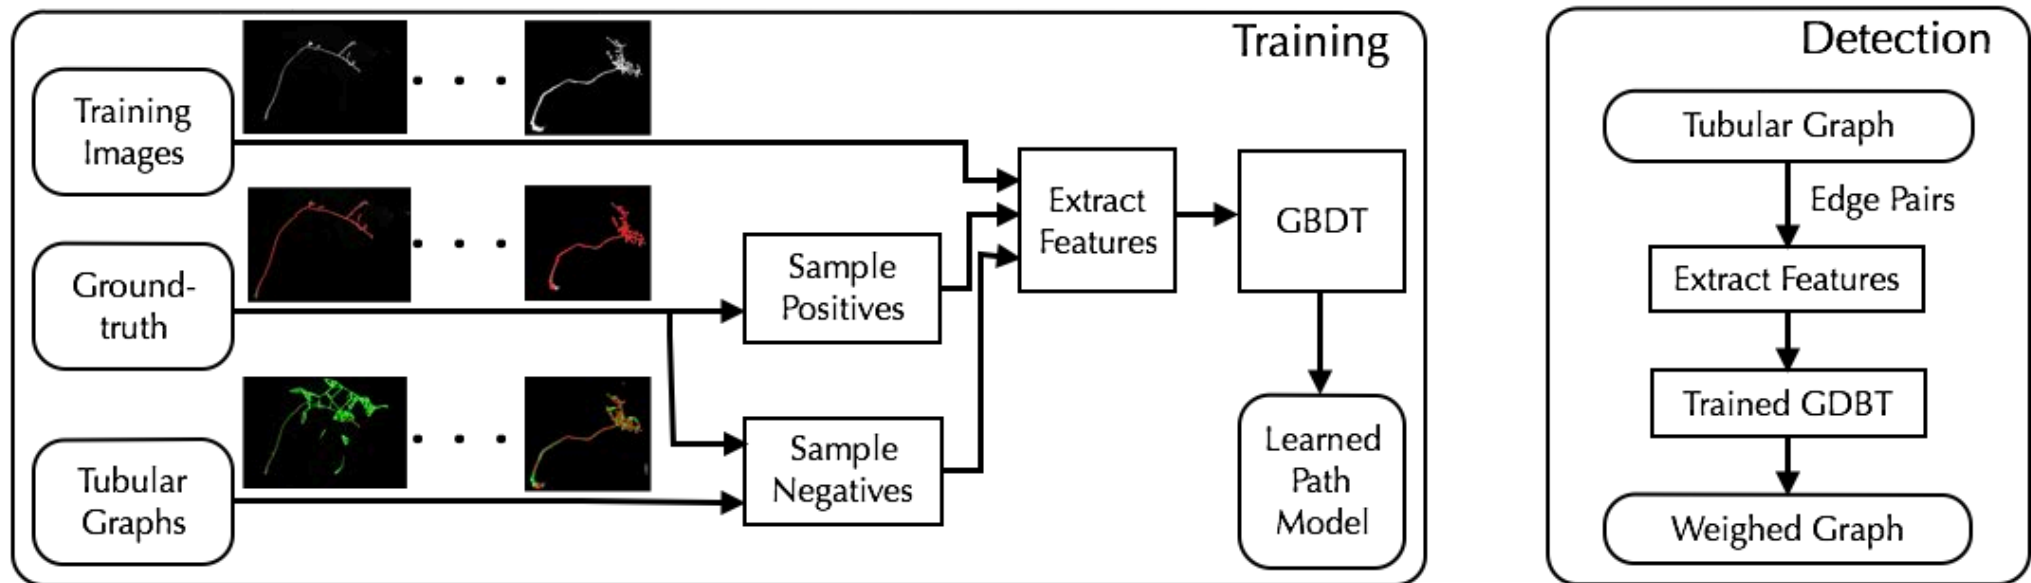 Training
Training
Images
Ground-
truth
Tubular
Graphs
Sample
Positives
Sample
Negatives
Extract
Features
GBDT
Learned
Path
Model
Detection
Tubular Graph
Edge Pairs
Extract Features
Trained GDBT
Weighed Graph